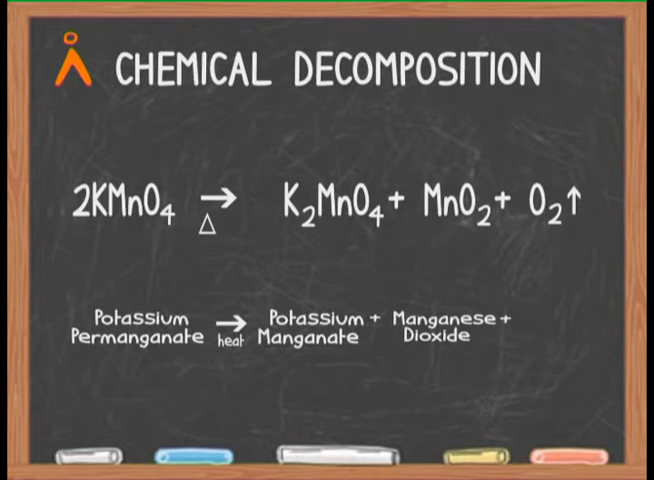 Å CHEMICAL DECOMPOSITION
2KMnO₄ → K₂MnO₄ + MnO₂ + O₂↑
Δ
Potassium → Potassium + Manganese +
Permanganate heat Manganate Dioxide